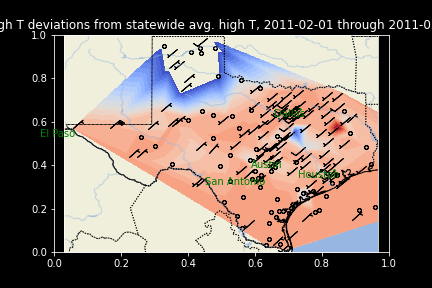 gh T deviations from statewide avg. high T, 2011-02-01 through 2011-0
1.0
0.8
0.6
0.4
0.2
0.0
El Paso
Austin
San Antonio
Houston
0.0 0.2 0.4 0.6 0.8 1.0